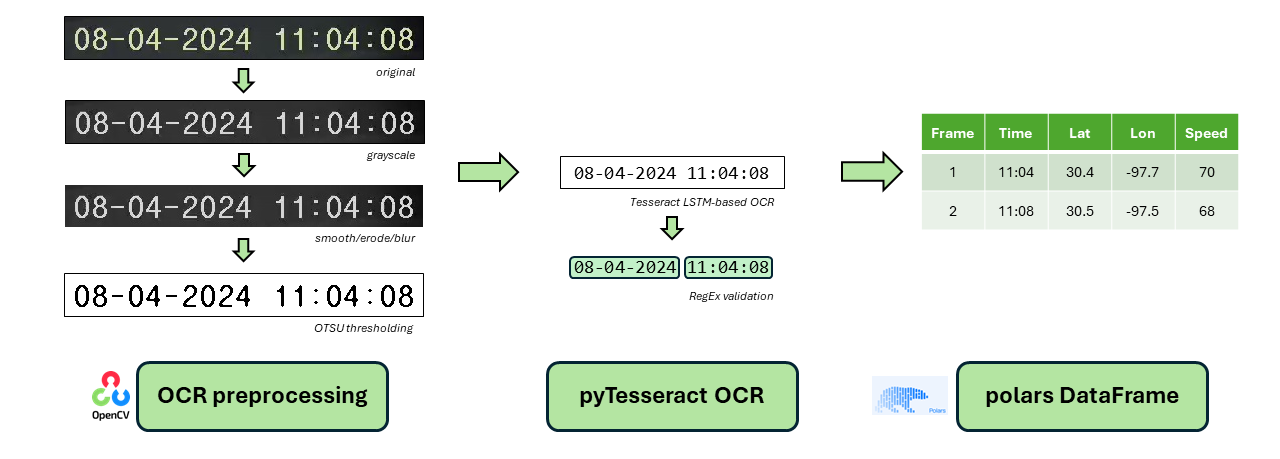 08-04-2024 11:04:08
original
08-04-2024 11:04:08
grayscale
08-04-2024 11:04:08
smooth/erode/blur
08-04-2024 11:04:08
OTSU thresholding
OpenCV
OCR preprocessing
08-04-2024 11:04:08
Tesseract LSTM-based OCR
08-04-2024 11:04:08
RegEx validation
pyTesseract OCR
Frame Time Lat Lon Speed
1 11:04 30.4 -97.7 70
2 11:08 30.5 -97.5 68
Polars
polars DataFrame